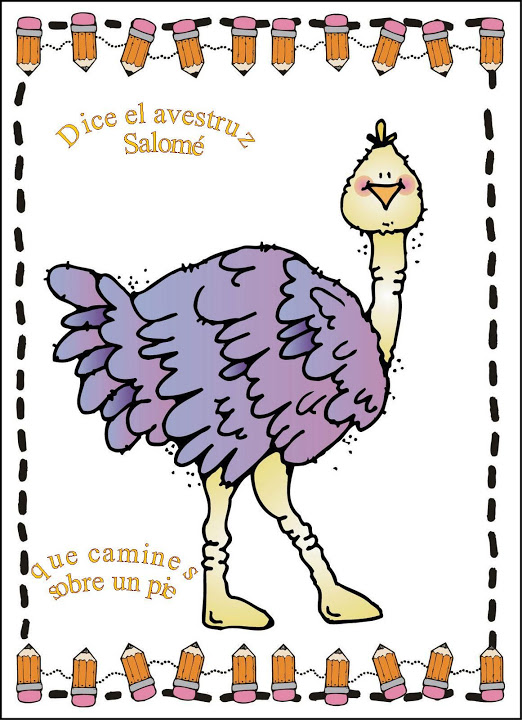 Dice el avestruz
Salomé
que camines
sobre un pie